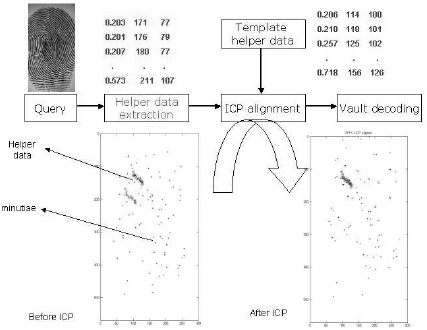 0.203 171 77
0.201 176 79
0.207 180 77
. . .
0.573 211 107
Template
helper data
0.206 114 100
0.210 119 101
0.257 125 102
. . .
0.718 156 126
Query
Helper data
extraction
ICP alignment
Vault decoding
Helper
data
minutiae
Before ICP
After ICP